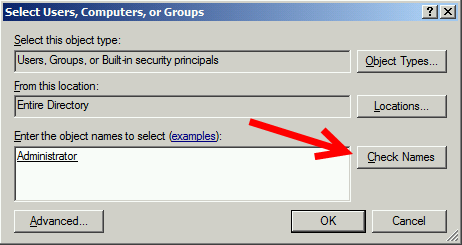 Select Users, Computers, or Groups
Select this object type:
Users, Groups, or Built-in security principals
Object Types...
From this location:
Entire Directory
Locations...
Enter the object names to select (examples):
Administrator
Check Names
Advanced...
OK
Cancel